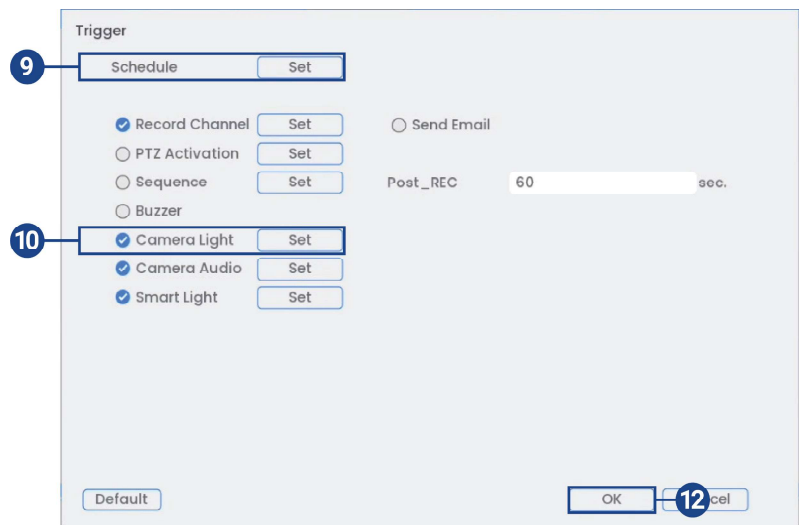 Trigger
9 Schedule Set
Record Channel Set Send Email
PTZ Activation Set
Sequence Set Post_REC 60 sec.
Buzzer
10 Camera Light Set
Camera Audio Set
Smart Light Set
Default OK 12 cel